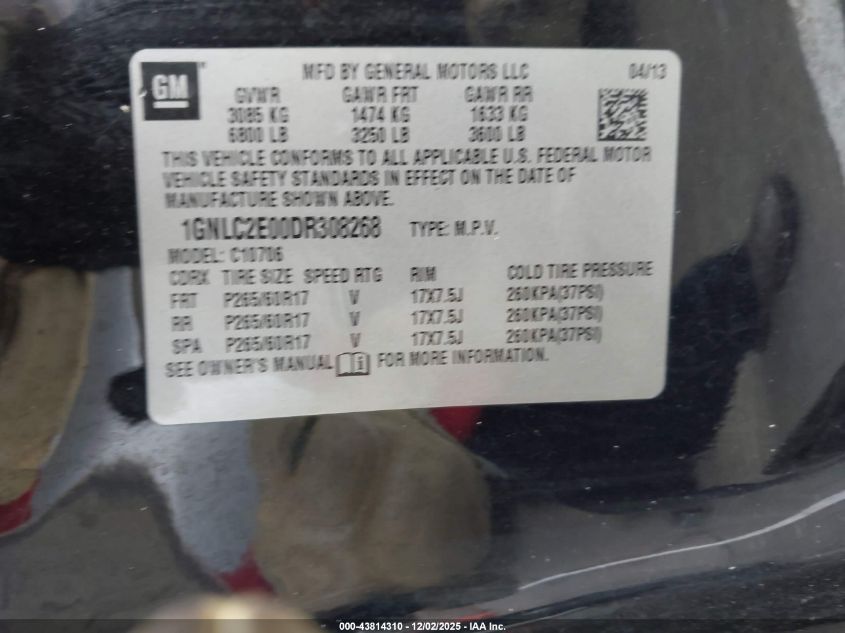 GM
MFD BY GENERAL MOTORS LLC 04/13
GVWR GAWR FRT GAWR RR
3085 KG 1474 KG 1633 KG
6800 LB 3250 LB 3600 LB
THIS VEHICLE CONFORMS TO ALL APPLICABLE U.S. FEDERAL MOTOR
VEHICLE SAFETY STANDARDS IN EFFECT ON THE DATE OF
MANUFACTURE SHOWN ABOVE.
1GNLC2E00DR308268 TYPE: M.P.V.
MODEL: C10706
CDRX TIRE SIZE SPEED RTG RIM COLD TIRE PRESSURE
FRT P265/60R17 V 17X7.5J 260KPA(37PSI)
RR P265/60R17 V 17X7.5J 260KPA(37PSI)
SPA P265/60R17 V 17X7.5J 260KPA(37PSI)
SEE OWNER'S MANUAL FOR MORE INFORMATION.
000-43814310 - 12/02/2025 - IAA Inc.